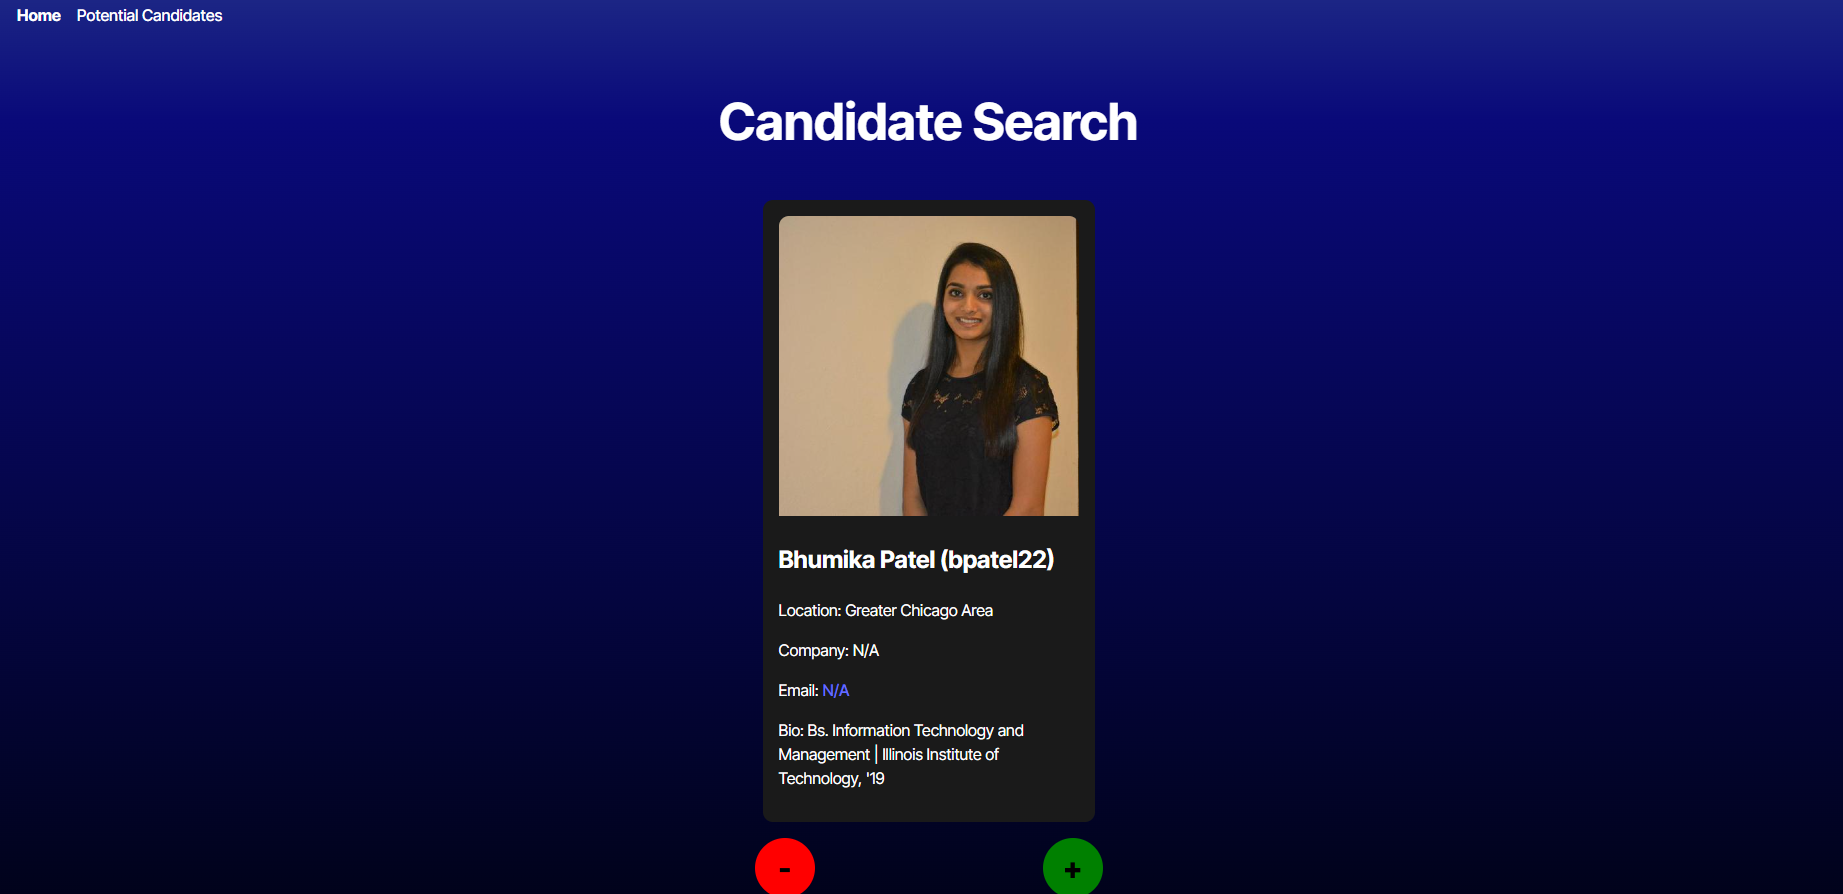 Home Potential Candidates
Candidate Search
Bhumika Patel (bpatel22)
Location: Greater Chicago Area
Company: N/A
Email: N/A
Bio: Bs. Information Technology and
Management | Illinois Institute of
Technology, '19
- +